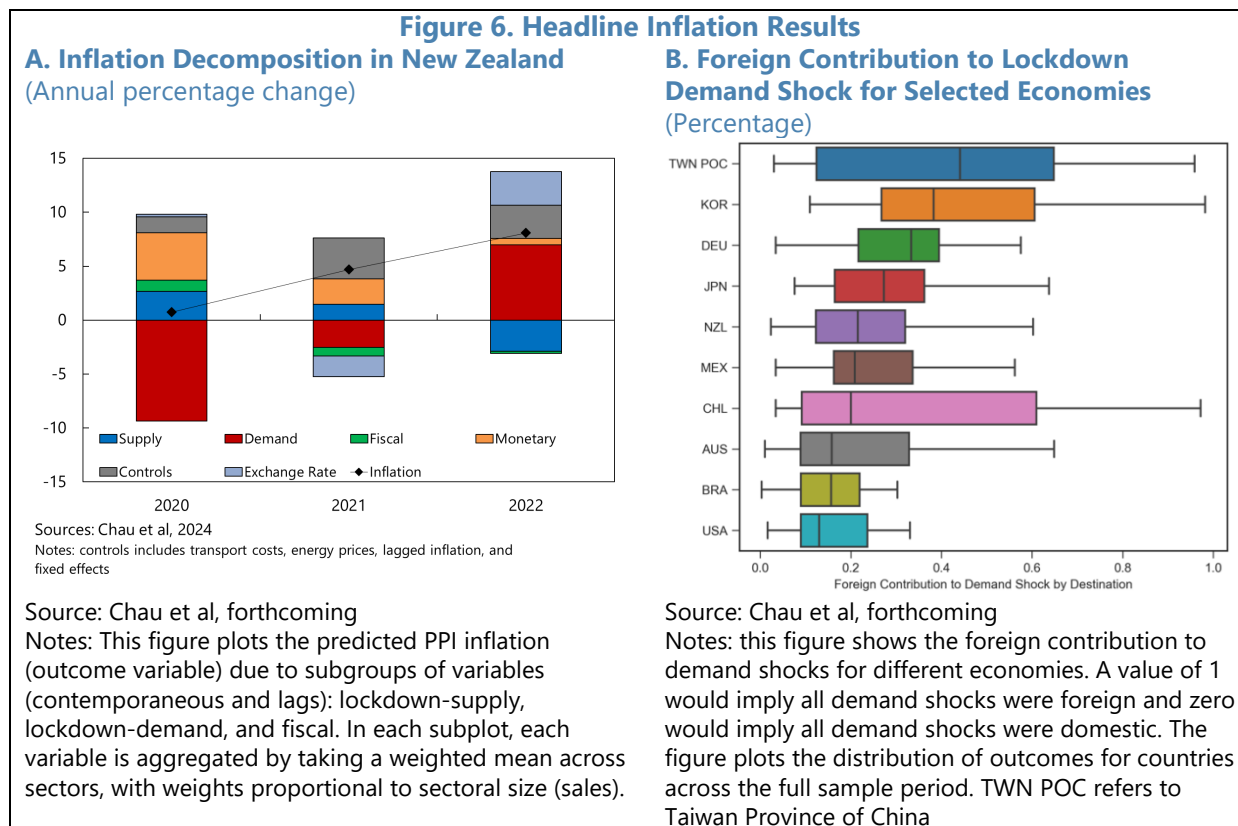 Figure 6. Headline Inflation Results
A. Inflation Decomposition in New Zealand
(Annual percentage change)
15
10
5
0
-5
-10
-15
Supply
Demand
Fiscal
Monetary
Controls
Exchange Rate
Inflation
2020
2021
2022
Sources: Chau et al, 2024
Notes: controls includes transport costs, energy prices, lagged inflation, and
fixed effects
Source: Chau et al, forthcoming
Notes: This figure plots the predicted PPI inflation
(outcome variable) due to subgroups of variables
(contemporaneous and lags): lockdown-supply,
lockdown-demand, and fiscal. In each subplot, each
variable is aggregated by taking a weighted mean across
sectors, with weights proportional to sectoral size (sales).
B. Foreign Contribution to Lockdown
Demand Shock for Selected Economies
(Percentage)
TWN POC
KOR
DEU
JPN
NZL
MEX
CHL
AUS
BRA
USA
0.0
0.2
0.4
0.6
0.8
1.0
Foreign Contribution to Demand Shock by Destination
Source: Chau et al, forthcoming
Notes: this figure shows the foreign contribution to
demand shocks for different economies. A value of 1
would imply all demand shocks were foreign and zero
would imply all demand shocks were domestic. The
figure plots the distribution of outcomes for countries
across the full sample period. TWN POC refers to
Taiwan Province of China